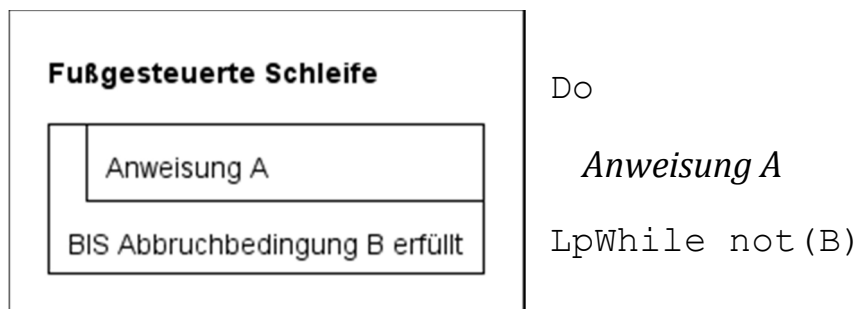 Fußgesteuerte Schleife
Anweisung A
BIS Abbruchbedingung B erfüllt
Do
Anweisung A
LpWhile not(B)